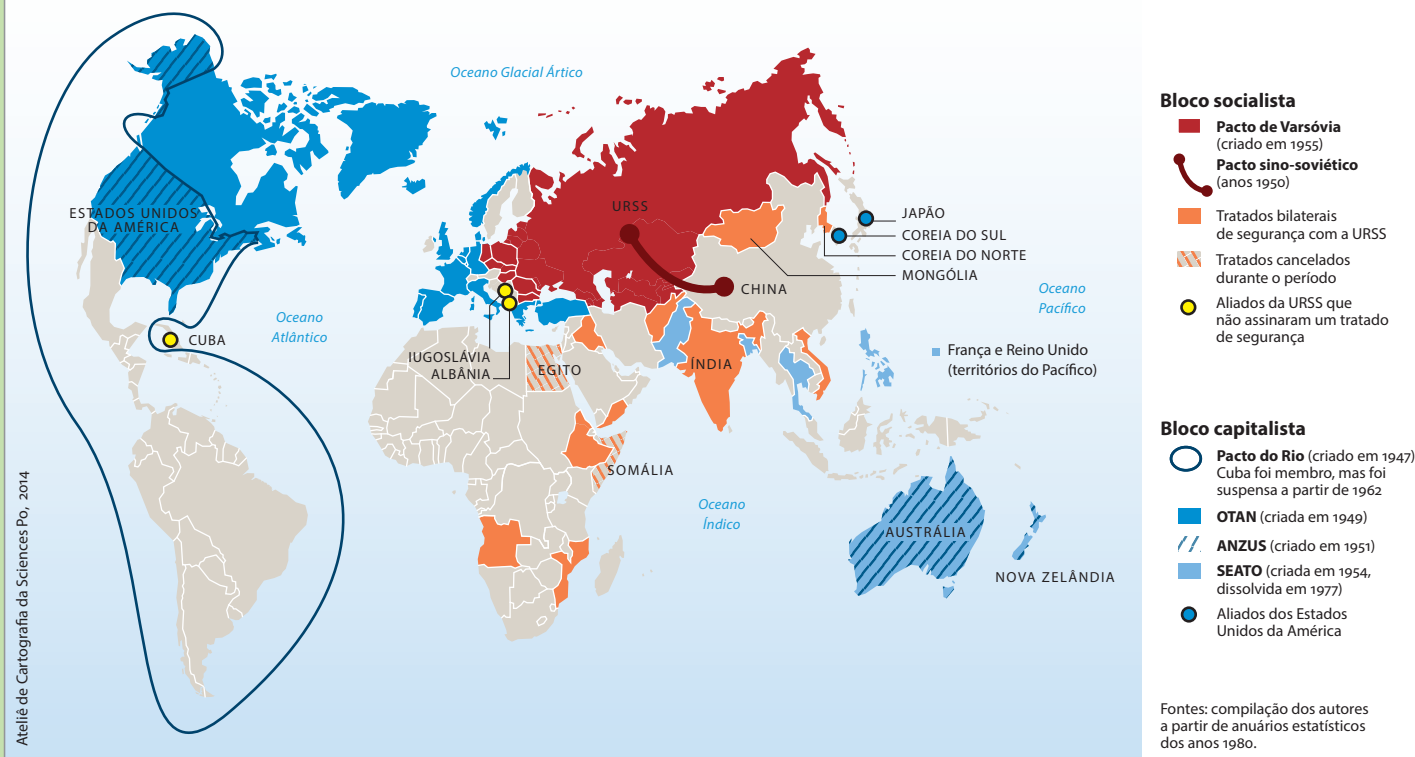 Oceano Glacial Ártico
ESTADOS UNIDOS
DA AMÉRICA
URSS
JAPÃO
COREIA DO SUL
COREIA DO NORTE
MONGÓLIA
CHINA
Oceano
Pacífico
Oceano
Atlântico
CUBA
IUGOSLÁVIA
ALBÂNIA
EGITO
ÍNDIA
França e Reino Unido
(territórios do Pacífico)
SOMÁLIA
Oceano
Índico
AUSTRÁLIA
NOVA ZELÂNDIA
Ateliê de Cartografia da Sciences Po, 2014
Bloco socialista
Pacto de Varsóvia
(criado em 1955)
Pacto sino-soviético
(anos 1950)
Tratados bilaterais
de segurança com a URSS
Tratados cancelados
durante o período
Aliados da URSS que
não assinaram um tratado
de segurança
Bloco capitalista
Pacto do Rio (criado em 1947)
Cuba foi membro, mas foi
suspensa a partir de 1962
OTAN (criada em 1949)
ANZUS (criado em 1951)
SEATO (criada em 1954,
dissolvida em 1977)
Aliados dos Estados
Unidos da América
Fontes: compilação dos autores
a partir de anuários estatísticos
dos anos 1980.